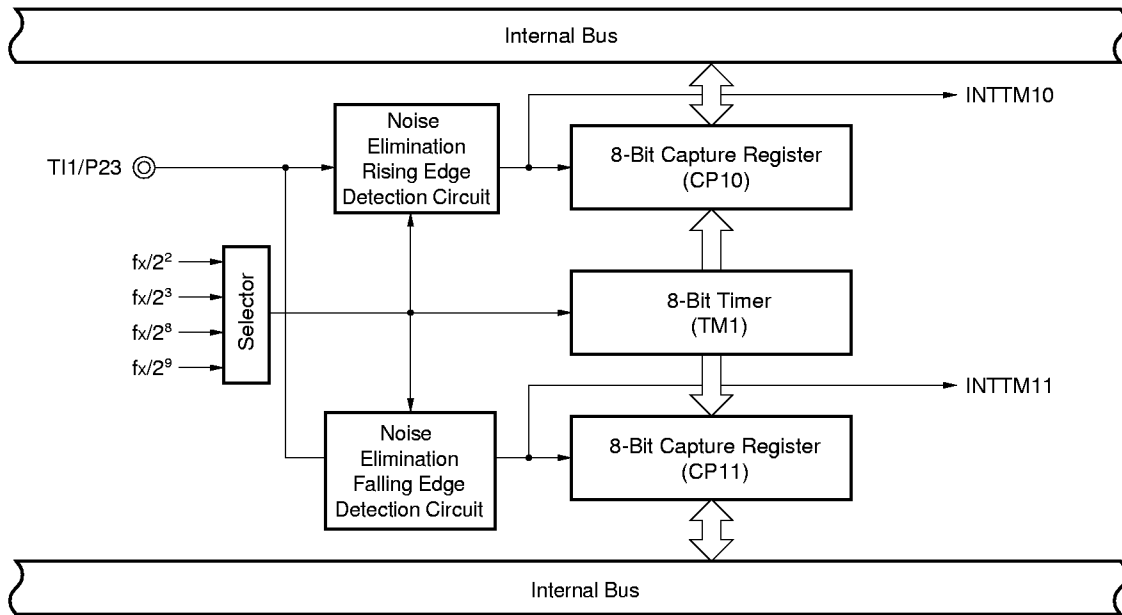 Internal Bus
INTTM10
Noise
Elimination
Rising Edge
Detection Circuit
8-Bit Capture Register
(CP10)
TI1/P23
fx/2²
fx/2³
fx/2⁸
fx/2⁹
Selector
8-Bit Timer
(TM1)
INTTM11
Noise
Elimination
Falling Edge
Detection Circuit
8-Bit Capture Register
(CP11)
Internal Bus